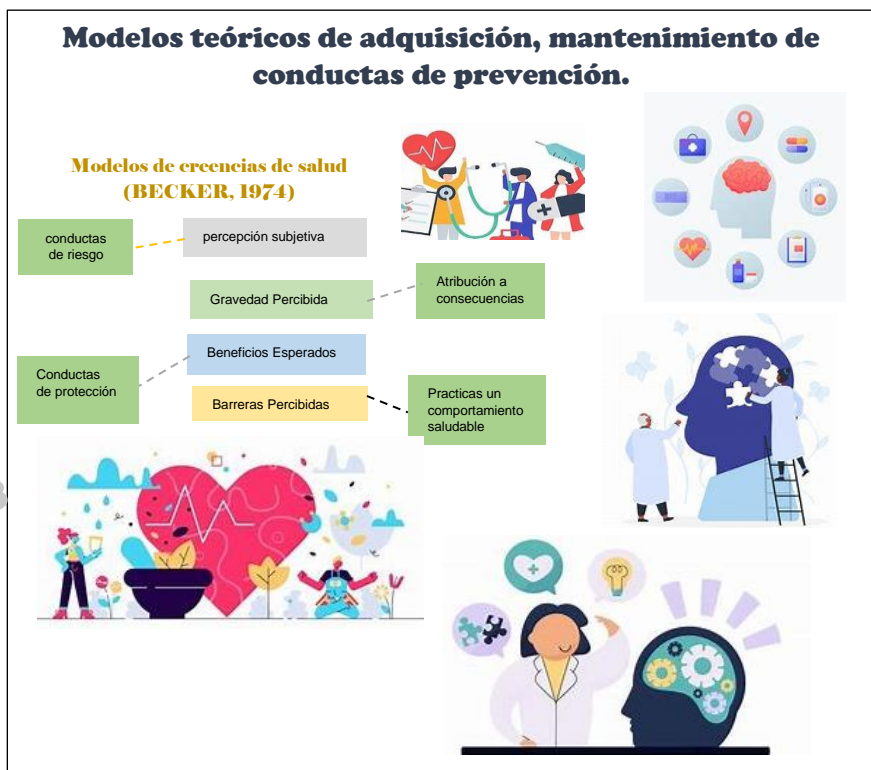 Modelos teóricos de adquisición, mantenimiento de
conductas de prevención.
Modelos de creencias de salud
(BECKER, 1974)
conductas
de riesgo
percepción subjetiva
Gravedad Percibida
Atribución a
consecuencias
Beneficios Esperados
Conductas
de protección
Barreras Percibidas
Practicas un
comportamiento
saludable